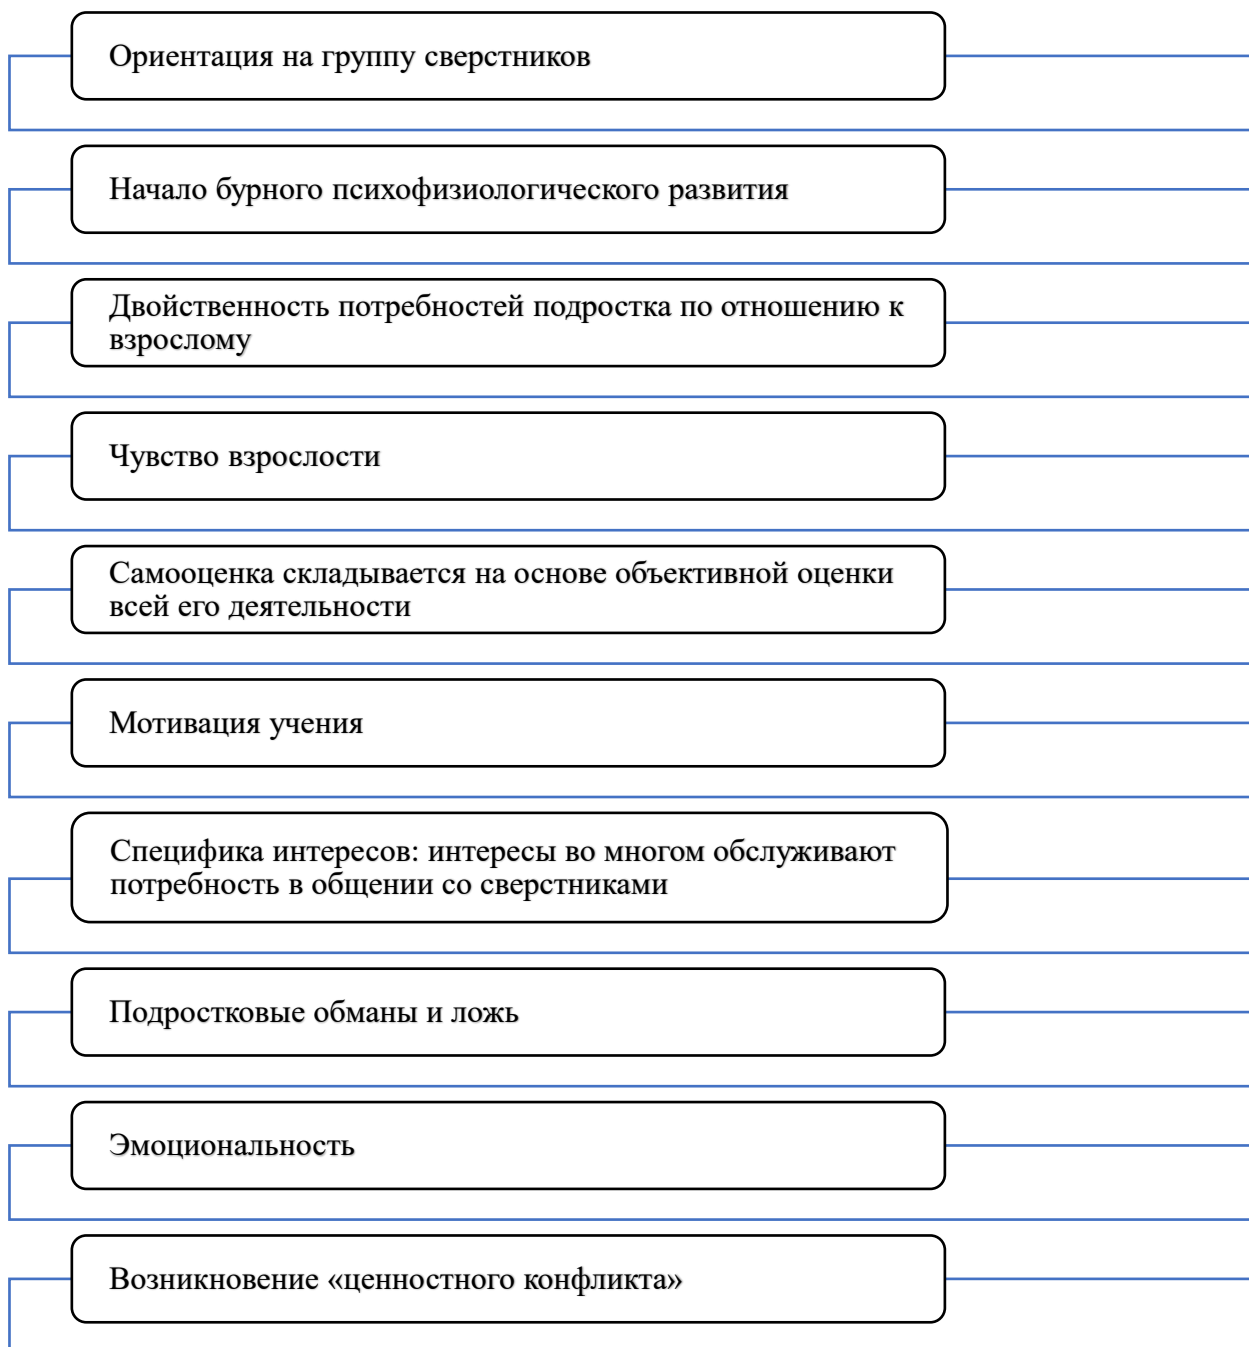 Ориентация на группу сверстников
Начало бурного психофизиологического развития
Двойственность потребностей подростка по отношению к
взрослому
Чувство взрослости
Самооценка складывается на основе объективной оценки
всей его деятельности
Мотивация учения
Специфика интересов: интересы во многом обслуживают
потребность в общении со сверстниками
Подростковые обманы и ложь
Эмоциональность
Возникновение «ценностного конфликта»